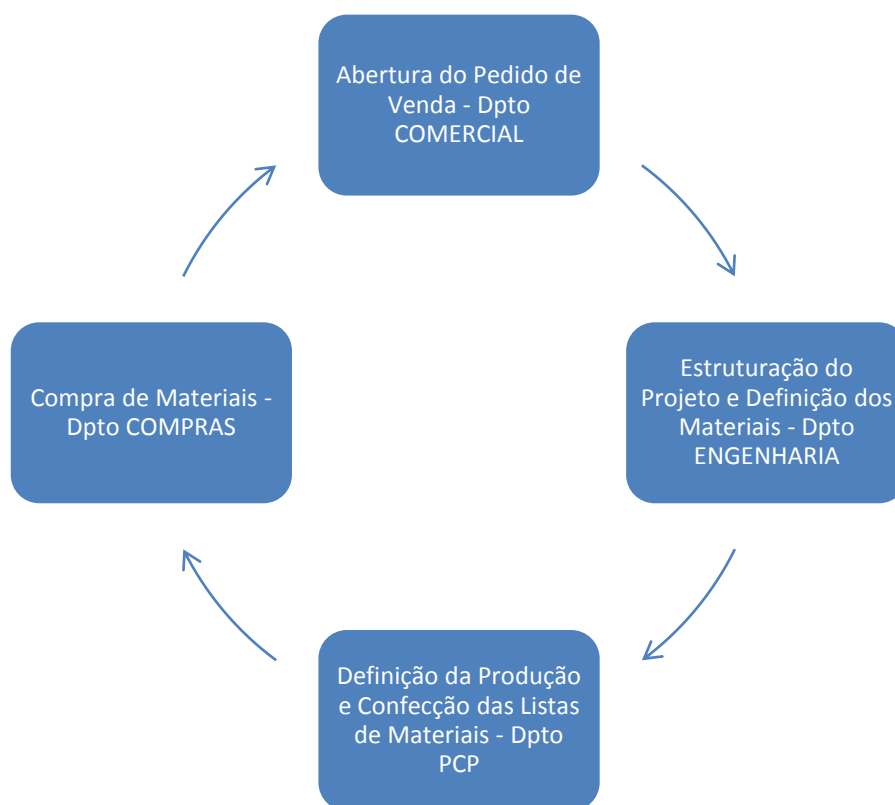 Abertura do Pedido de
Venda - Dpto
COMERCIAL
Estruturação do
Projeto e Definição dos
Materiais - Dpto
ENGENHARIA
Definição da Produção
e Confecção das Listas
de Materiais - Dpto
PCP
Compra de Materiais -
Dpto COMPRAS